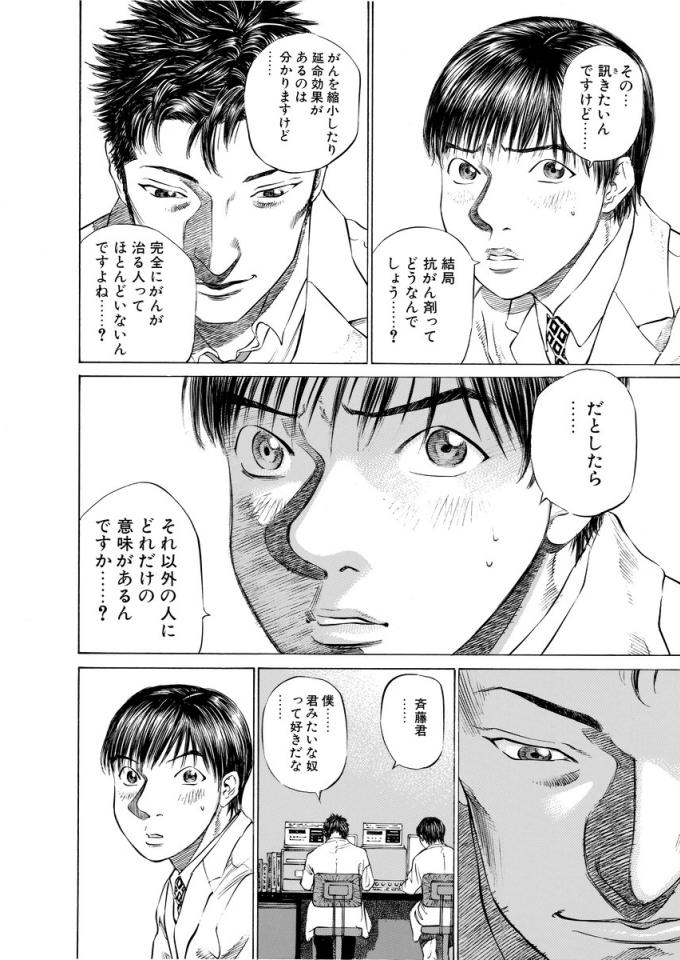 その…
訊きたいん
ですけど…
き
結局
抗がん剤って
どうなんで
しょう……?
がんを縮小したり
延命効果が
あるのは
分かりますけど
……
完全にがんが
治る人って
ほとんどいないん
ですよね……?
だとしたら
……
それ以外の人に
どれだけの
意味があるん
ですか……?
斉藤君
……
僕……
君みたいな奴
って好きだな
……